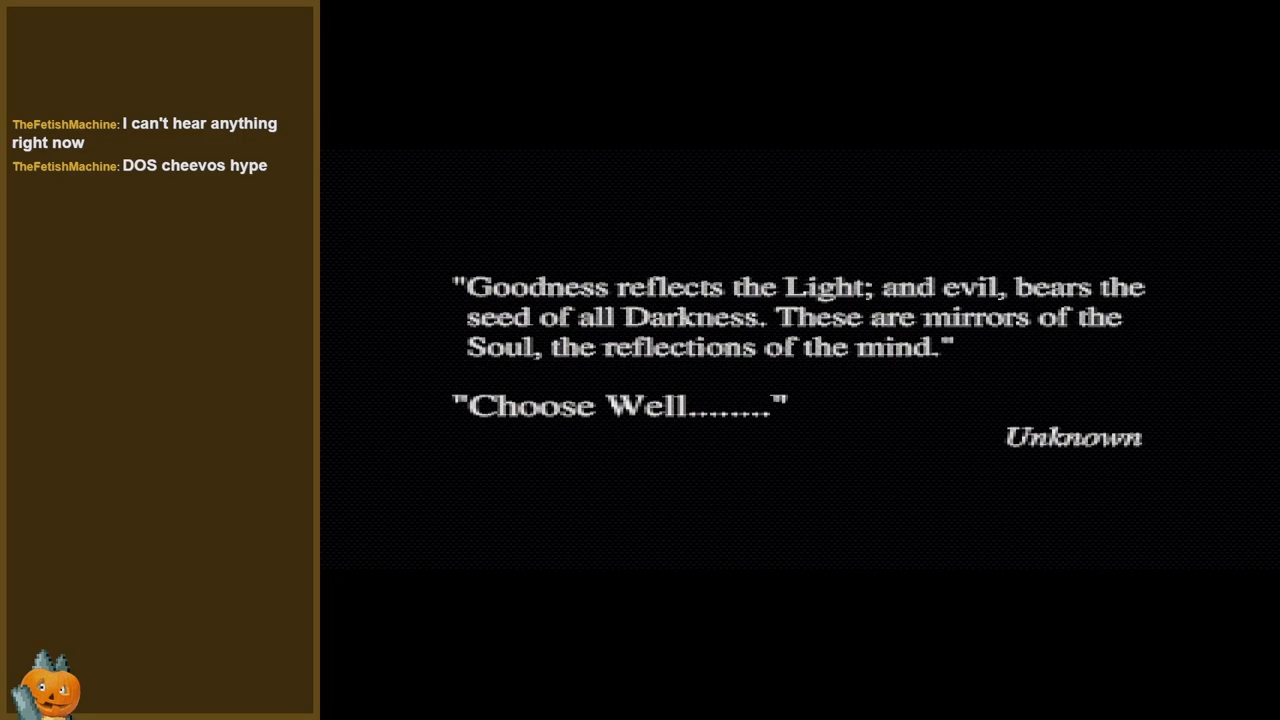 TheFetishMachine: I can't hear anything
right now
TheFetishMachine: DOS cheevos hype
"Goodness reflects the Light; and evil, bears the
seed of all Darkness. These are mirrors of the
Soul, the reflections of the mind."
"Choose Well........"
Unknown